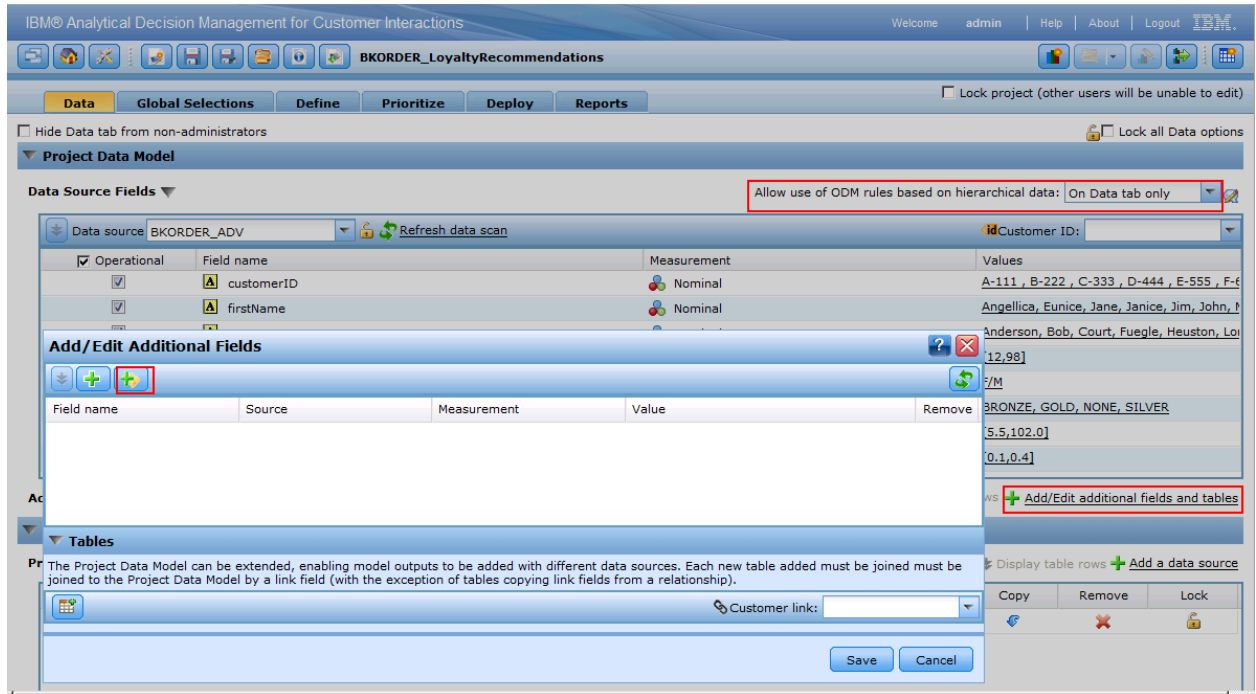 IBM® Analytical Decision Management for Customer Interactions
Welcome admin | Help | About | Logout IBM.
BKORDER_LoyaltyRecommendations
Data Global Selections Define Prioritize Deploy Reports
Lock project (other users will be unable to edit)
Hide Data tab from non-administrators
Lock all Data options
Project Data Model
Data Source Fields
Allow use of ODM rules based on hierarchical data: On Data tab only
Data source BKORDER_ADV Refresh data scan
id Customer ID:
Operational Field name Measurement Values
A customerID Nominal A-111 , B-222 , C-333 , D-444 , E-555 ,
A firstName Nominal Angellica, Eunice, Jane, Janice, Jim, John,
Anderson, Bob, Court, Fuegle, Heuston,
Add/Edit Additional Fields
[12,98]
F/M
Field name Source Measurement Value Remove
BRONZE, GOLD, NONE, SILVER
[5.5,102.0]
[0.1,0.4]
Add/Edit additional fields and tables
Tables
The Project Data Model can be extended, enabling model outputs to be added with different data sources. Each new table added must be joined must be
joined to the Project Data Model by a link field (with the exception of tables copying link fields from a relationship).
Display table rows Add a data source
Customer link:
Copy Remove Lock
Save Cancel